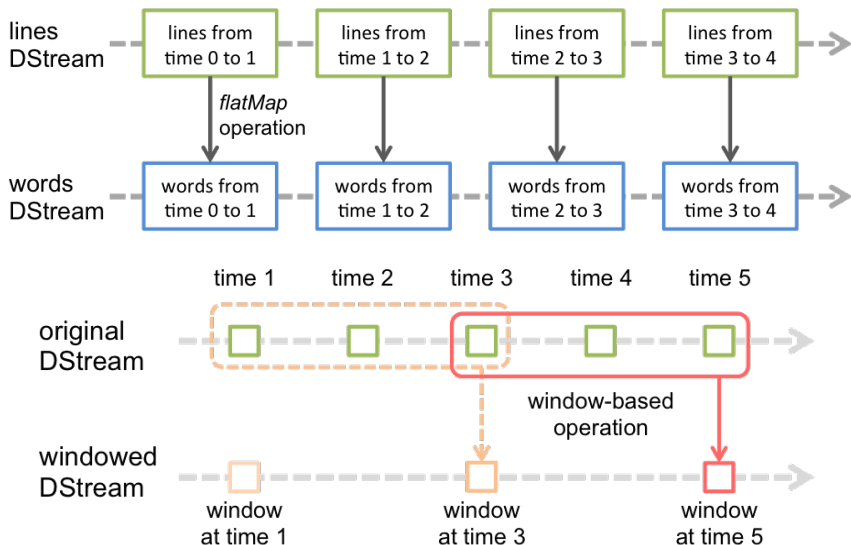 lines
DStream
lines from
time 0 to 1
lines from
time 1 to 2
lines from
time 2 to 3
lines from
time 3 to 4
flatMap
operation
words
DStream
words from
time 0 to 1
words from
time 1 to 2
words from
time 2 to 3
words from
time 3 to 4
time 1
time 2
time 3
time 4
time 5
original
DStream
window-based
operation
windowed
DStream
window
at time 1
window
at time 3
window
at time 5